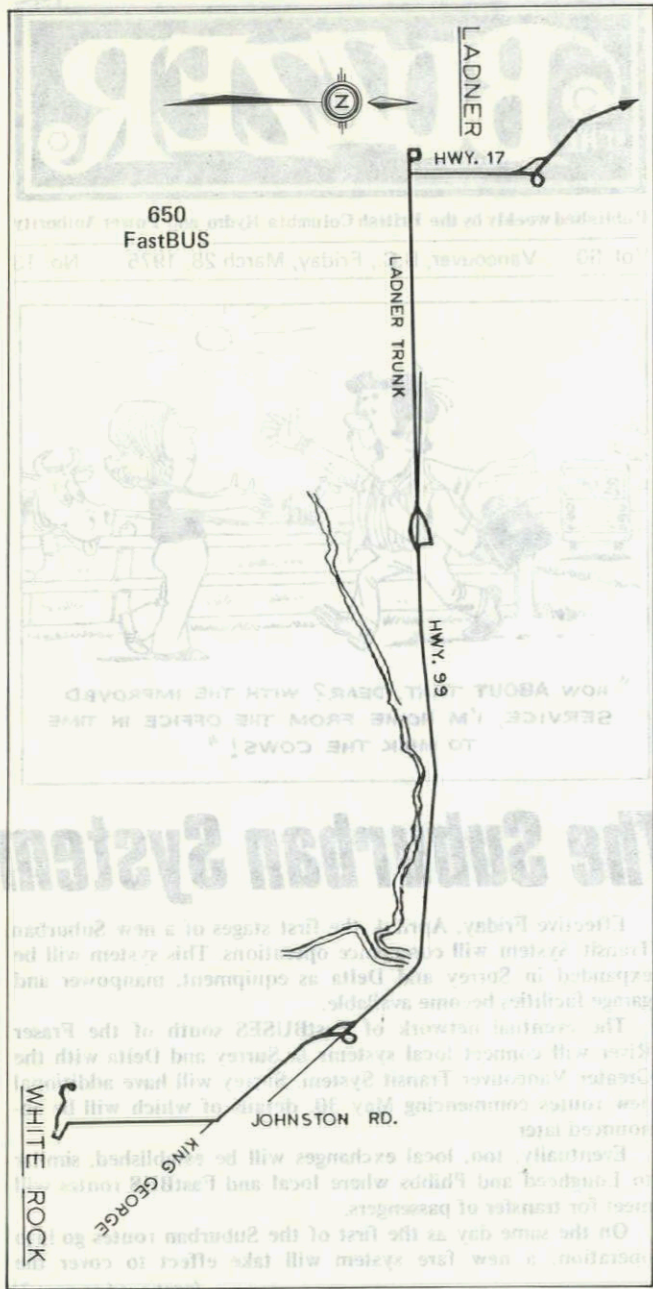 LADNER
N
HWY. 17
650
FastBUS
LADNER TRUNK
HWY. 99
JOHNSTON RD.
KING GEORGE
WHITE ROCK
BUZZER
Published weekly by the British Columbia Hydro and Power Authority
Vancouver, B.C., Friday, March 28, 1975
"HOW ABOUT THAT, DEAR? WITH THE IMPROVED
SERVICE, I'M HOME FROM THE OFFICE IN TIME
TO MILK THE COWS!"
The Suburban System
Effective Friday, April 4, the first stages of a new Suburban
Transit system will commence operations. This system will be
expanded in Surrey and Delta as equipment, manpower and
garage facilities become available.
The eventual network of FastBUSES south of the Fraser
River will connect local systems in Surrey and Delta with the
Greater Vancouver Transit System. Surrey will have additional
new routes commencing May 30, details of which will be an-
nounced later.
Eventually, too, local exchanges will be established, similar
to Lougheed and Phibbs where local and FastBUS routes will
meet for transfer of passengers.
On the same day as the first of the Suburban routes go into
operation, a new fare system will take effect to cover the